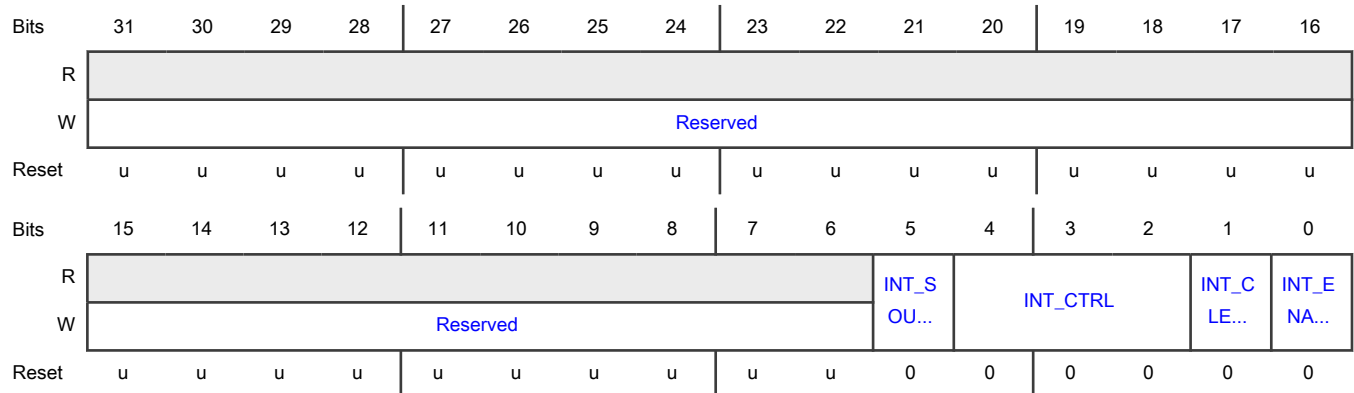 Bits 31 30 29 28 27 26 25 24 23 22 21 20 19 18 17 16
R
W Reserved
Reset u u u u u u u u u u u u u u u u
Bits 15 14 13 12 11 10 9 8 7 6 5 4 3 2 1 0
R INT_S INT_CTRL INT_C INT_E
W Reserved OU... LE... NA...
Reset u u u u u u u u u u 0 0 0 0 0 0